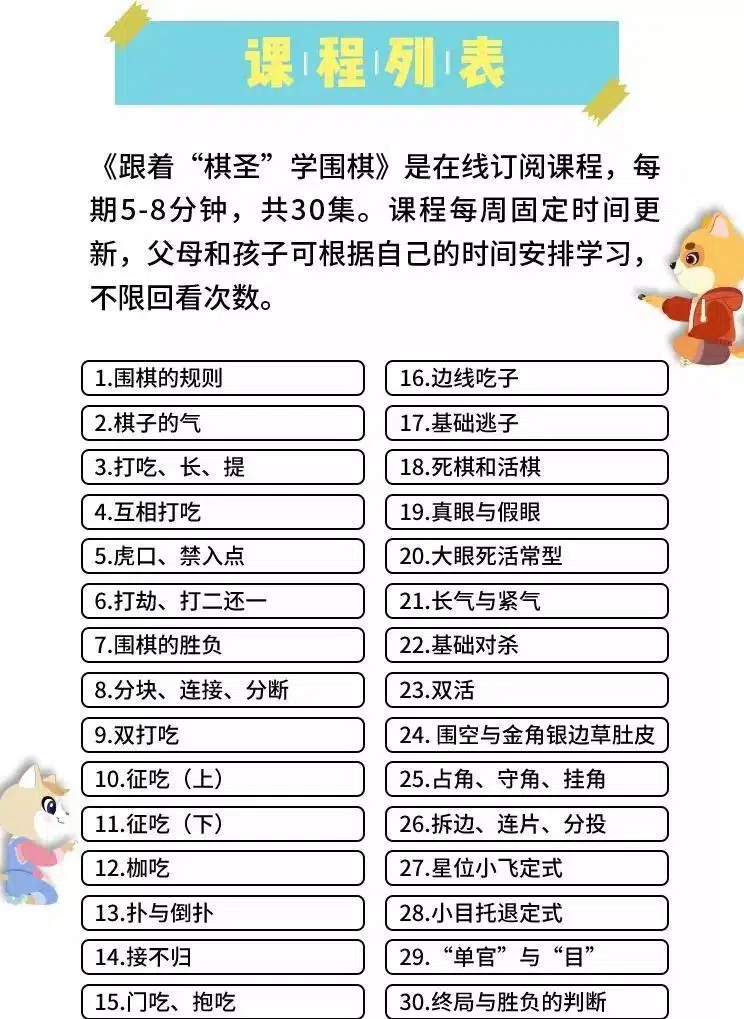 课程列表
《跟着“棋圣”学围棋》是在线订阅课程，每
期5-8分钟，共30集。课程每周固定时间更
新，父母和孩子可根据自己的时间安排学习，
不限回看次数。
1.围棋的规则
2.棋子的气
3.打吃、长、提
4.互相打吃
5.虎口、禁入点
6.打劫、打二还一
7.围棋的胜负
8.分块、连接、分断
9.双打吃
10.征吃（上）
11.征吃（下）
12.枷吃
13.扑与倒扑
14.接不归
15.门吃、抱吃
16.边线吃子
17.基础逃子
18.死棋和活棋
19.真眼与假眼
20.大眼死活常型
21.长气与紧气
22.基础对杀
23.双活
24. 围空与金角银边草肚皮
25.占角、守角、挂角
26.拆边、连片、分投
27.星位小飞定式
28.小目托退定式
29.“单官”与“目”
30.终局与胜负的判断